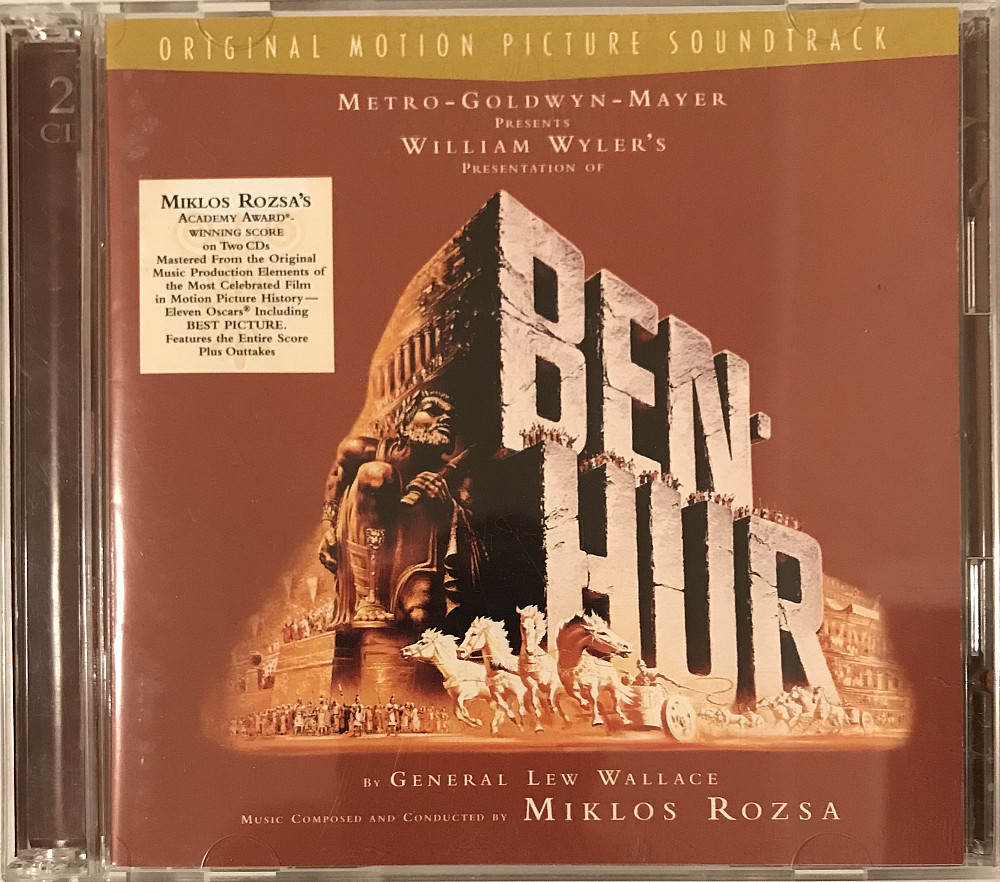 ORIGINAL MOTION PICTURE SOUNDTRACK
2
CD
METRO-GOLDWYN-MAYER
PRESENTS
WILLIAM WYLER'S
PRESENTATION OF
MIKLOS ROZSA'S
ACADEMY AWARD®-
WINNING SCORE
on Two CDs
Mastered From the Original
Music Production Elements of
the Most Celebrated Film
in Motion Picture History—
Eleven Oscars® Including
BEST PICTURE.
Features the Entire Score
Plus Outtakes
BEN-
HUR
BY GENERAL LEW WALLACE
MUSIC COMPOSED AND CONDUCTED BY MIKLOS ROZSA